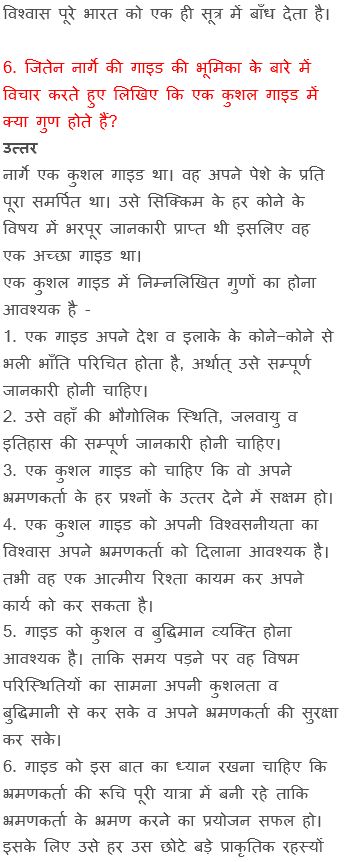 विश्वास पूरे भारत को एक ही सूत्र में बाँध देता है।
6. जितेन नार्गे की गाइड की भूमिका के बारे में
विचार करते हुए लिखिए कि एक कुशल गाइड में
क्या गुण होते हैं?
उत्तर
नार्गे एक कुशल गाइड था। वह अपने पेशे के प्रति
पूरा समर्पित था। उसे सिक्किम के हर कोने के
विषय में भरपूर जानकारी प्राप्त थी इसलिए वह
एक अच्छा गाइड था।
एक कुशल गाइड में निम्नलिखित गुणों का होना
आवश्यक है -
1. एक गाइड अपने देश व इलाके के कोने-कोने से
भली भाँति परिचित होता है, अर्थात् उसे सम्पूर्ण
जानकारी होनी चाहिए।
2. उसे वहाँ की भौगोलिक स्थिति, जलवायु व
इतिहास की सम्पूर्ण जानकारी होनी चाहिए।
3. एक कुशल गाइड को चाहिए कि वो अपने
भ्रमणकर्ता के हर प्रश्नों के उत्तर देने में सक्षम हो।
4. एक कुशल गाइड को अपनी विश्वसनीयता का
विश्वास अपने भ्रमणकर्ता को दिलाना आवश्यक है।
तभी वह एक आत्मीय रिश्ता कायम कर अपने
कार्य को कर सकता है।
5. गाइड को कुशल व बुद्धिमान व्यक्ति होना
आवश्यक है। ताकि समय पड़ने पर वह विषम
परिस्थितियों का सामना अपनी कुशलता व
बुद्धिमानी से कर सके व अपने भ्रमणकर्ता की सुरक्षा
कर सके।
6. गाइड को इस बात का ध्यान रखना चाहिए कि
भ्रमणकर्ता की रूचि पूरी यात्रा में बनी रहे ताकि
भ्रमणकर्ता के भ्रमण करने का प्रयोजन सफल हो।
इसके लिए उसे हर उस छोटे बड़े प्राकृतिक रहस्यों